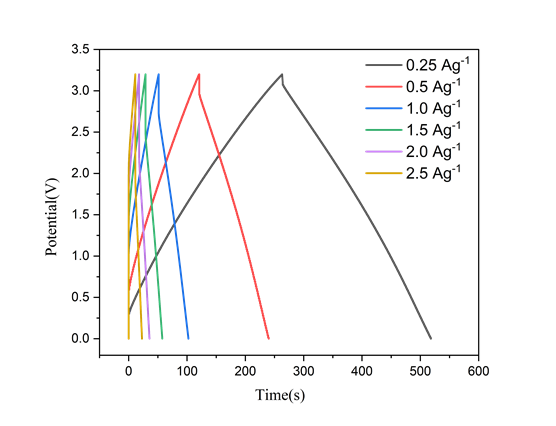 3.5
3.0
2.5
2.0
1.5
1.0
0.5
0.0
Potential(V)
0 100 200 300 400 500 600
Time(s)
0.25 Ag⁻¹
0.5 Ag⁻¹
1.0 Ag⁻¹
1.5 Ag⁻¹
2.0 Ag⁻¹
2.5 Ag⁻¹